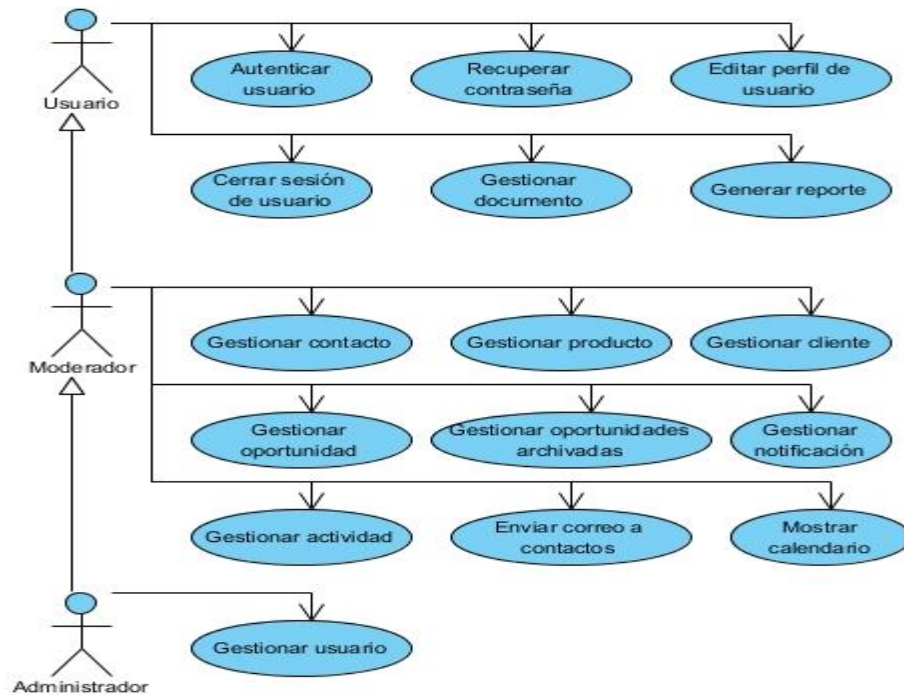 Autenticar
usuario
Recuperar
contraseña
Editar perfil de
usuario
Usuario
Cerrar sesión
de usuario
Gestionar
documento
Generar reporte
Gestionar contacto
Gestionar producto
Gestionar cliente
Moderador
Gestionar
oportunidad
Gestionar oportunidades
archivadas
Gestionar
notificación
Gestionar actividad
Enviar correo a
contactos
Mostrar
calendario
Gestionar usuario
Administrador